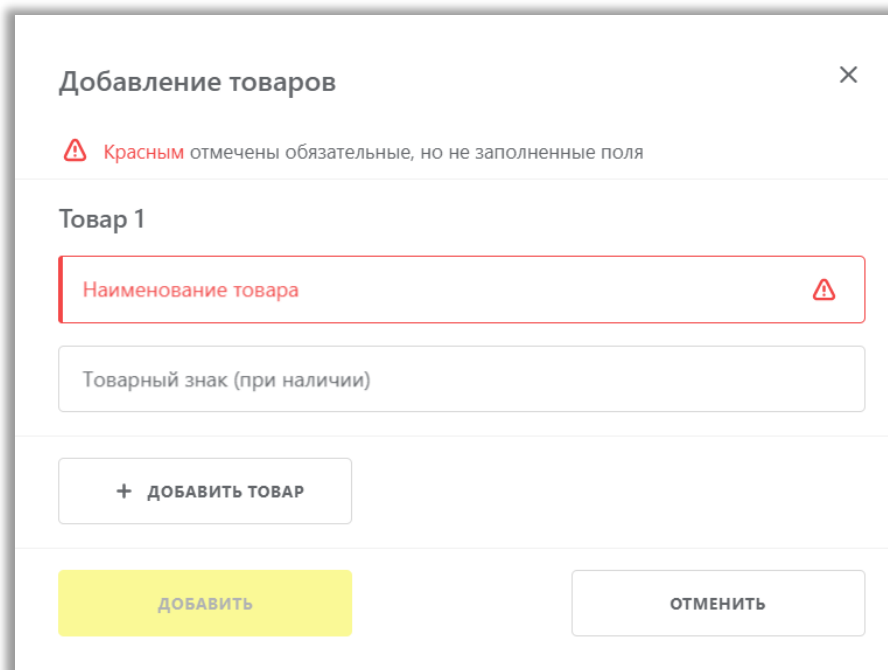 Добавление товаров
Красным отмечены обязательные, но не заполненные поля
Товар 1
Наименование товара
Товарный знак (при наличии)
+ ДОБАВИТЬ ТОВАР
ДОБАВИТЬ
ОТМЕНИТЬ